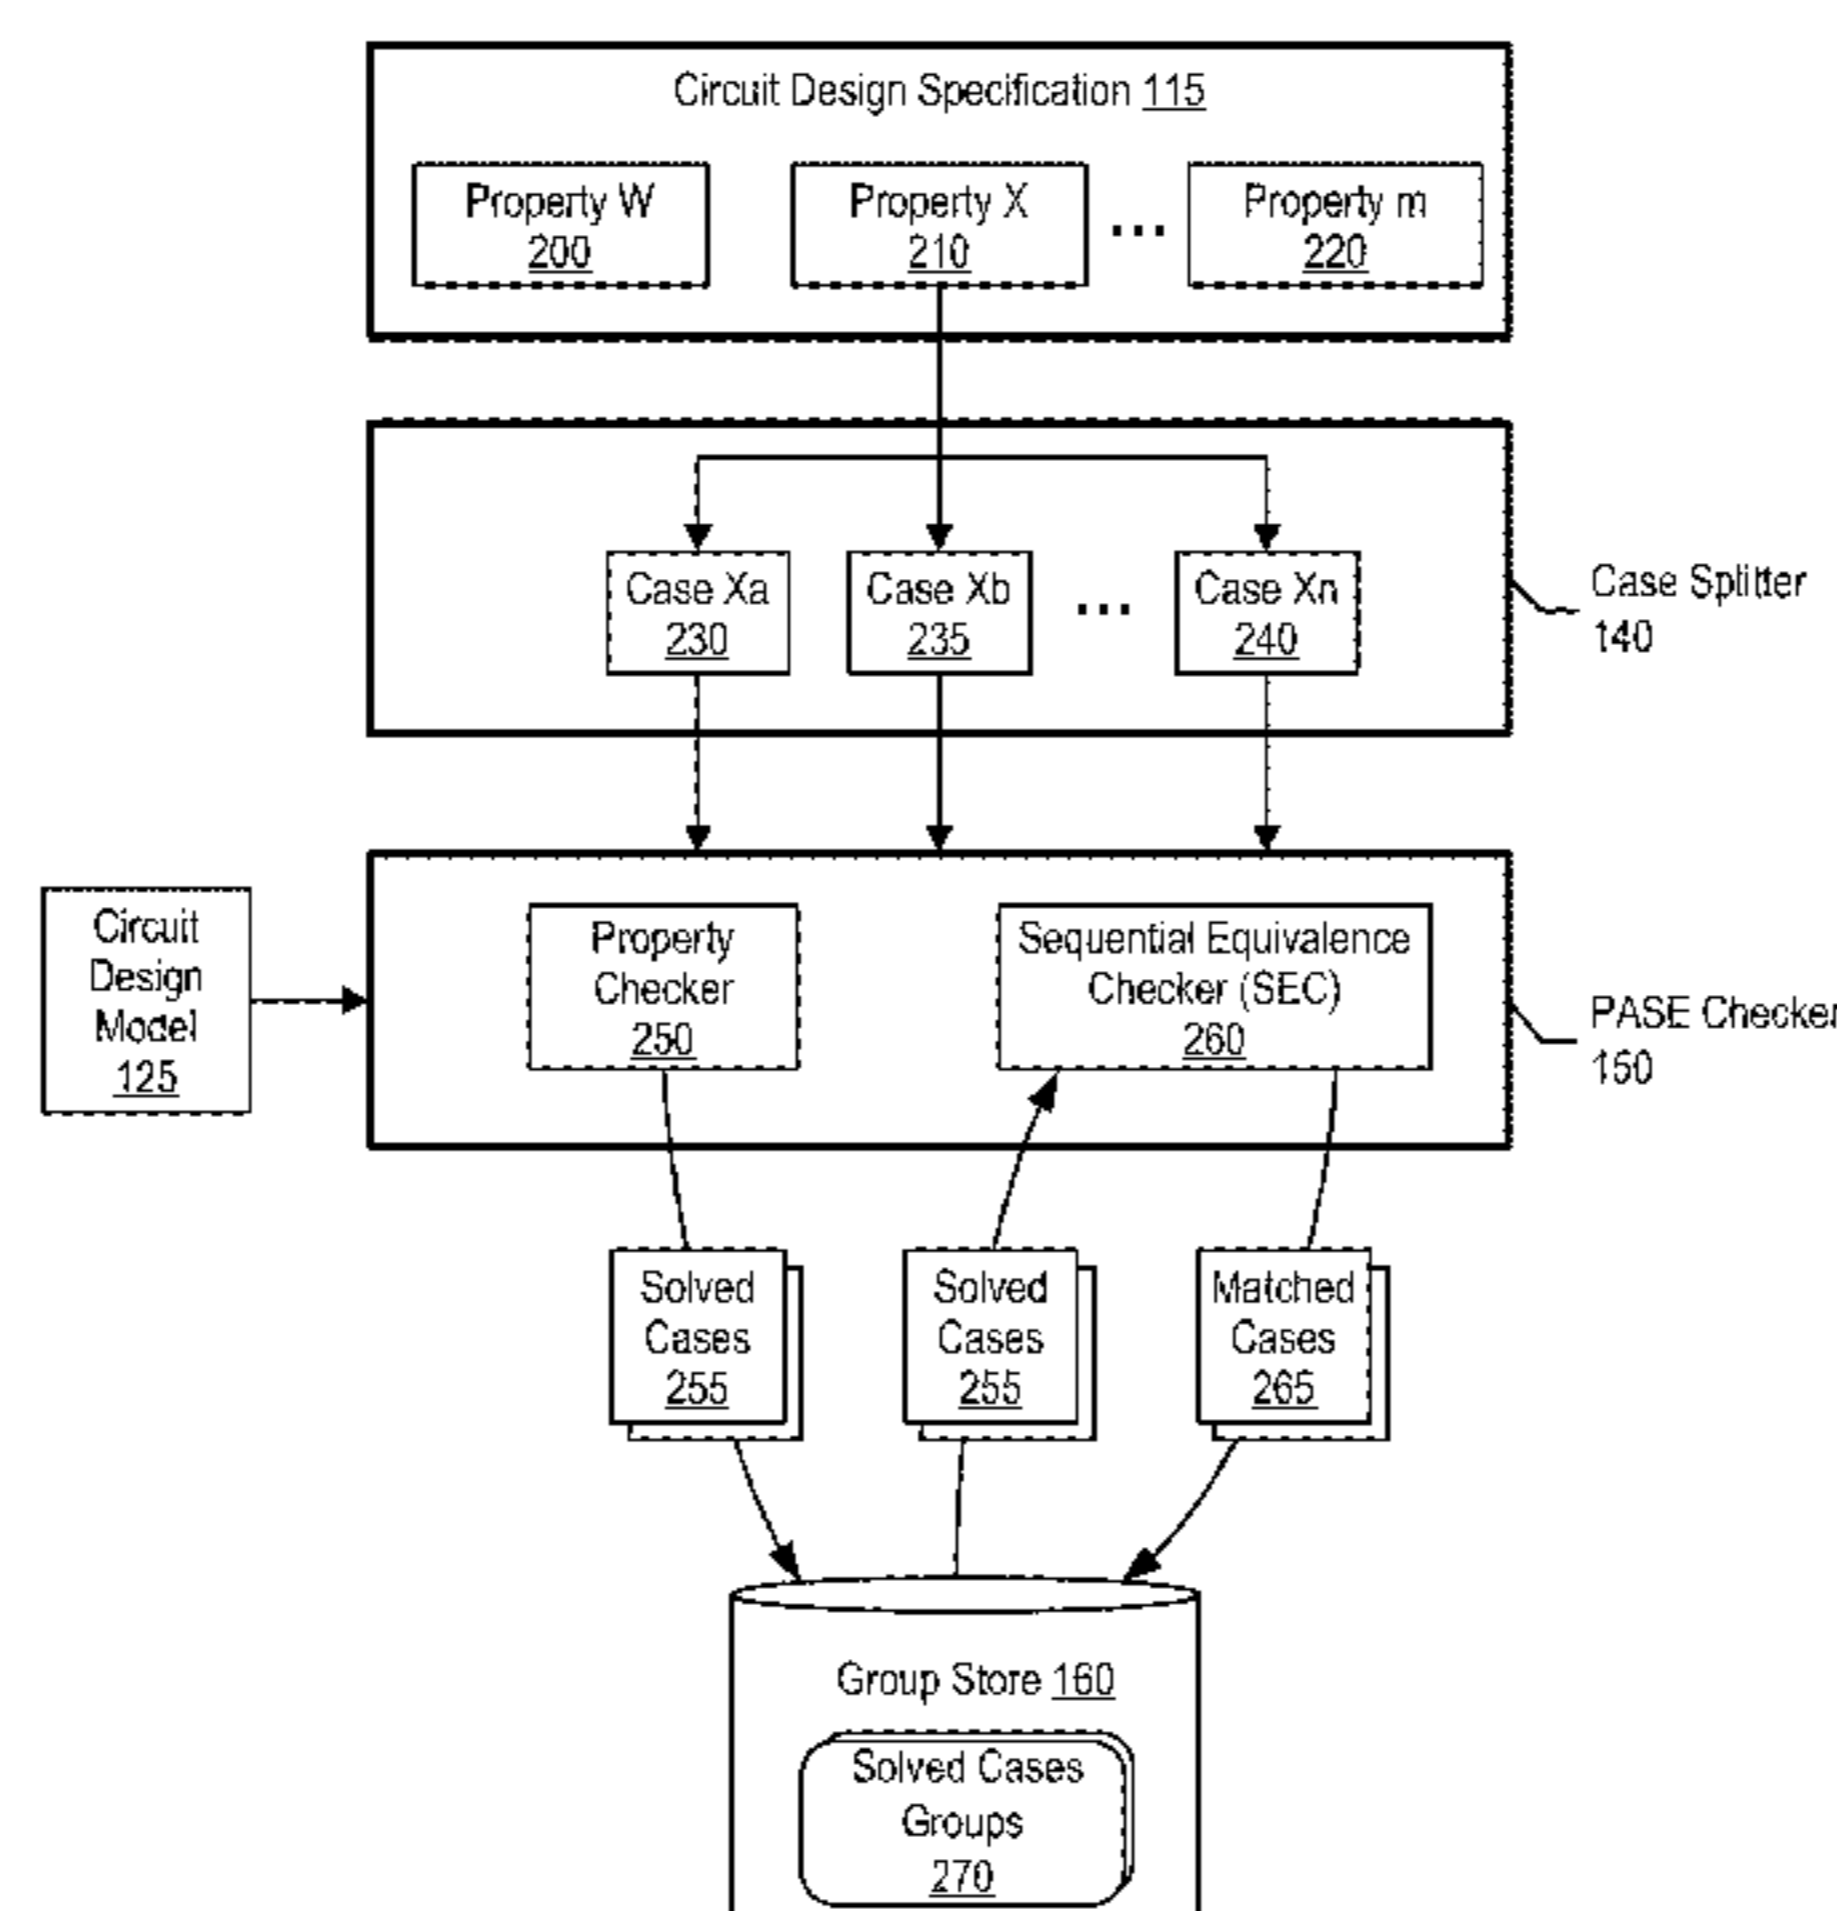 Circuit Design Specification 115
Property W
200
Property X
210
...
Property m
220
Case Xa
230
Case Xb
235
...
Case Xn
240
Case Splitter
140
Circuit
Design
Model
125
Property
Checker
250
Sequential Equivalence
Checker (SEC)
260
PASE Checker
150
Solved
Cases
255
Solved
Cases
255
Matched
Cases
265
Group Store 160
Solved Cases
Groups
270